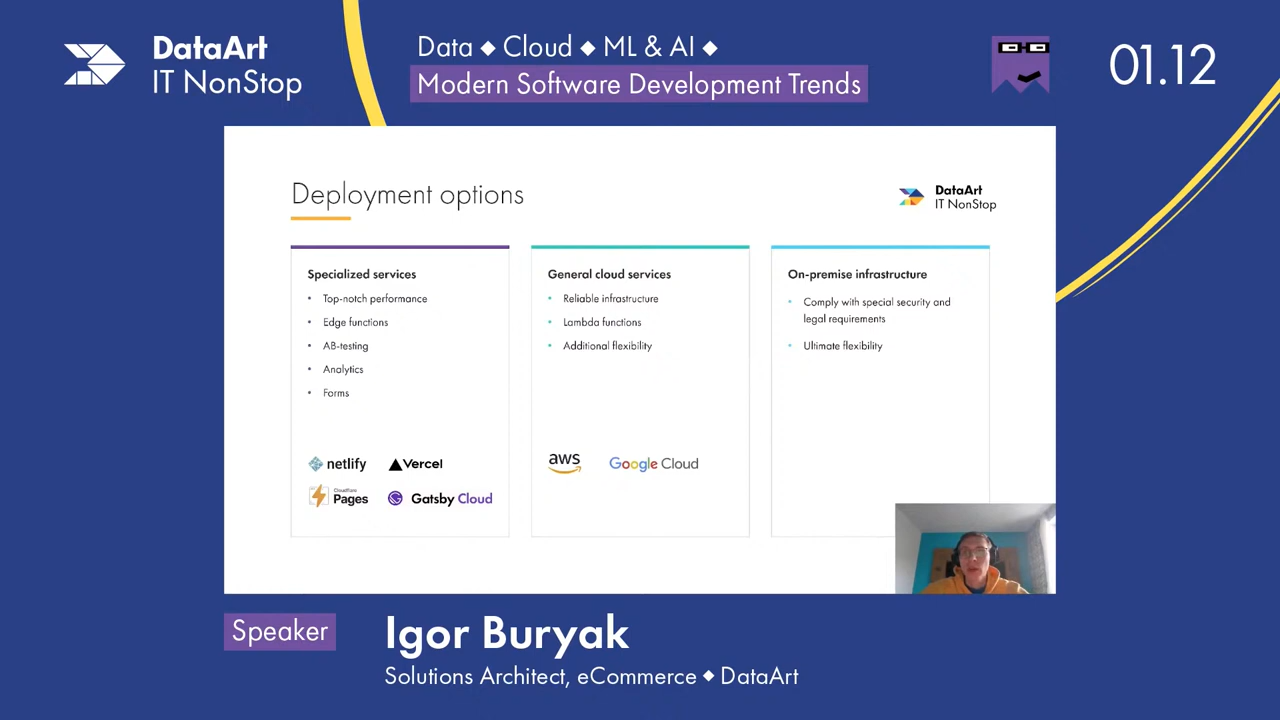 DataArt
IT NonStop
Data ◆ Cloud ◆ ML & AI ◆
Modern Software Development Trends
01.12
Deployment options
DataArt
IT NonStop
Specialized services
• Top-notch performance
• Edge functions
• AB-testing
• Analytics
• Forms
netlify
Vercel
Cloudflare
Pages
Gatsby Cloud
General cloud services
• Reliable infrastructure
• Lambda functions
• Additional flexibility
aws
Google Cloud
On-premise infrastructure
• Comply with special security and
legal requirements
• Ultimate flexibility
Speaker
Igor Buryak
Solutions Architect, eCommerce ◆ DataArt